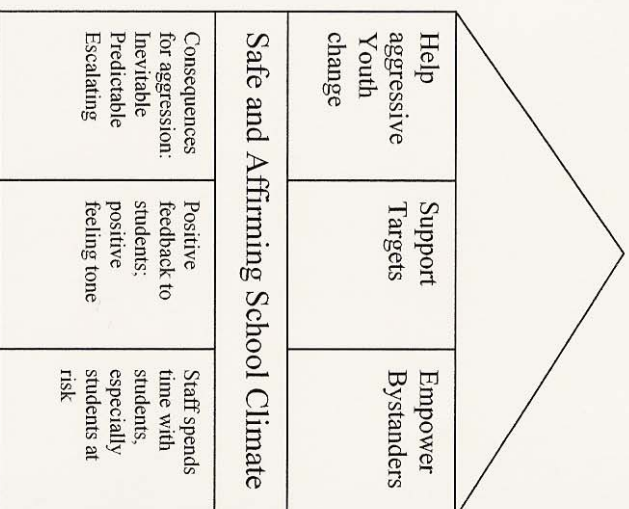 Help
aggressive
Youth
change
Support
Targets
Empower
Bystanders
Safe and Affirming School Climate
Consequences
for aggression:
Inevitable
Predictable
Escalating
Positive
feedback to
students;
positive
feeling tone
Staff spends
time with
students,
especially
students at
risk